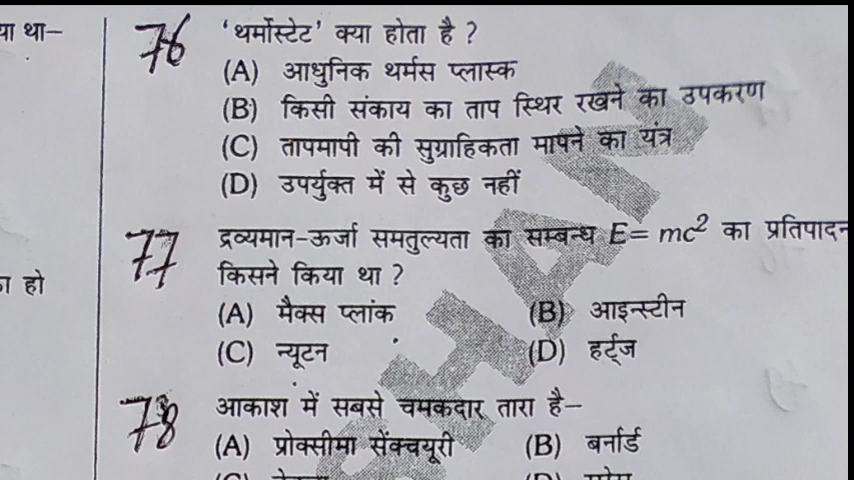 या था–
76 'थर्मोस्टेट' क्या होता है ?
(A) आधुनिक थर्मस प्लास्क
(B) किसी संकाय का ताप स्थिर रखने का उपकरण
(C) तापमापी की सुग्राहिकता मापने का यंत्र
(D) उपर्युक्त में से कुछ नहीं
77 द्रव्यमान-ऊर्जा समतुल्यता का सम्बन्ध E= mc² का प्रतिपादन
किसने किया था ?
हो
(A) मैक्स प्लांक (B) आइन्स्टीन
(C) न्यूटन (D) हर्ट्ज
78 आकाश में सबसे चमकदार तारा है–
(A) प्रोक्सीमा सेंक्चयूरी (B) बर्नार्ड